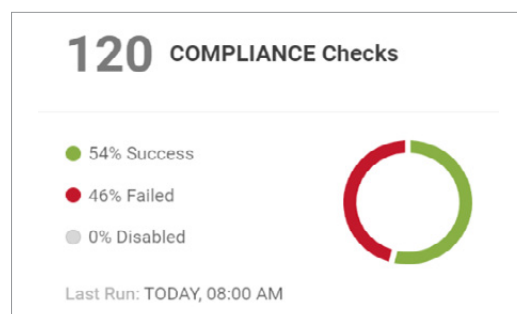 120 COMPLIANCE Checks
54% Success
46% Failed
0% Disabled
Last Run: TODAY, 08:00 AM